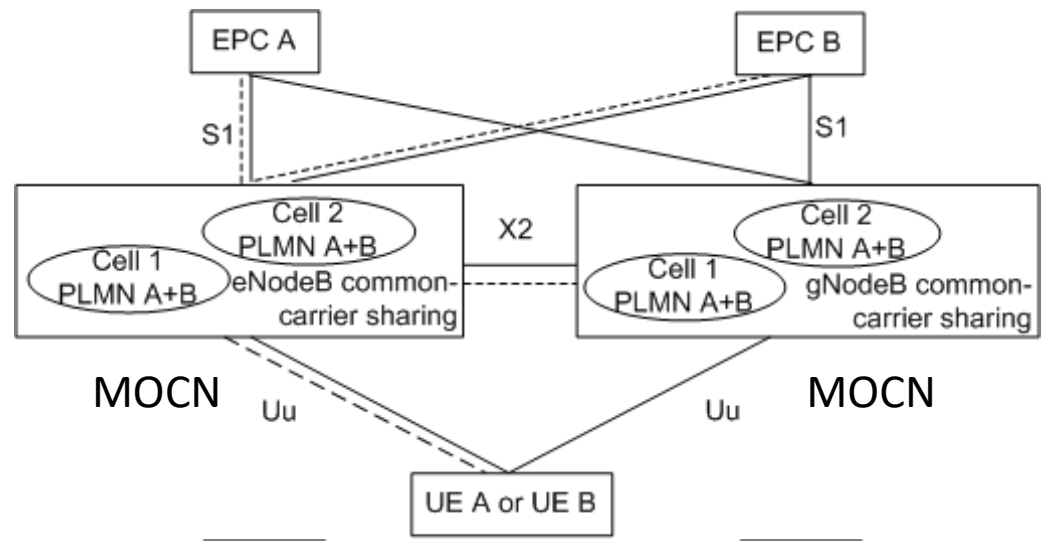 EPC A
EPC B
S1
S1
Cell 2
PLMN A+B
Cell 1
PLMN A+B
eNodeB common-
carrier sharing
X2
Cell 2
PLMN A+B
Cell 1
PLMN A+B
gNodeB common-
carrier sharing
MOCN
Uu
Uu
MOCN
UE A or UE B